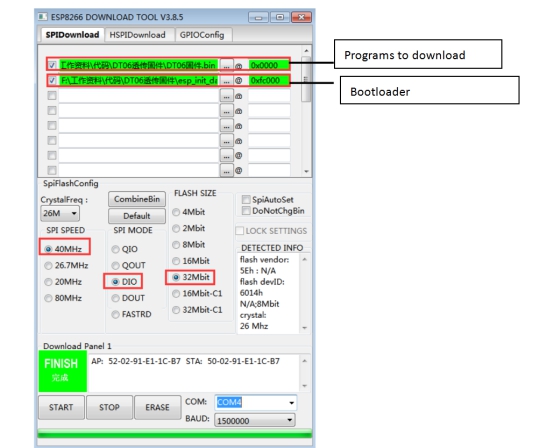 ESP8266 DOWNLOAD TOOL V3.8.5
SPIDownload HSPIDownload GPIOConfig
工作资料\代码\DT06透传固件\DT06固件.bin ... @ 0x0000
F:\工作资料\代码\DT06透传固件\esp_init_da ... @ 0xfc000
... @
... @
... @
... @
... @
Programs to download
Bootloader
SpiFlashConfig
CrystalFreq :
26M
CombineBin
Default
SPI SPEED
40MHz
26.7MHz
20MHz
80MHz
SPI MODE
QIO
QOUT
DIO
DOUT
FASTRD
FLASH SIZE
4Mbit
2Mbit
8Mbit
16Mbit
32Mbit
16Mbit-C1
32Mbit-C1
SpiAutoSet
DoNotChgBin
LOCK SETTINGS
DETECTED INFO
flash vendor:
5Eh : N/A
flash devID:
6014h
N/A;8Mbit
crystal:
26 Mhz
Download Panel 1
FINISH
完成
AP: 52-02-91-E1-1C-B7 STA: 50-02-91-E1-1C-B7
START STOP ERASE
COM: COM4
BAUD: 1500000